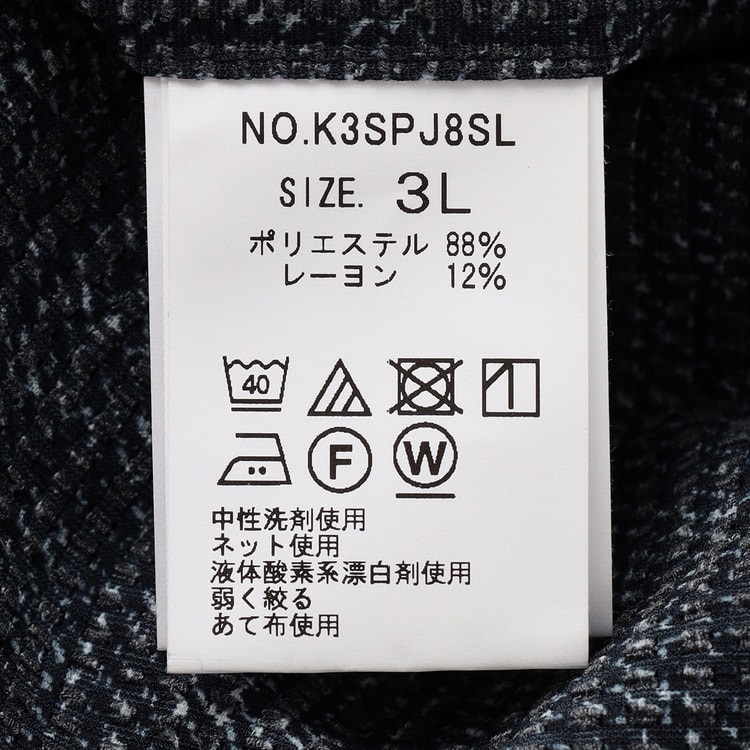 NO.K3SPJ8SL
SIZE. 3L
ポリエステル 88%
レーヨン 12%
40
F W
中性洗剤使用
ネット使用
液体酸素系漂白剤使用
弱く絞る
あて布使用